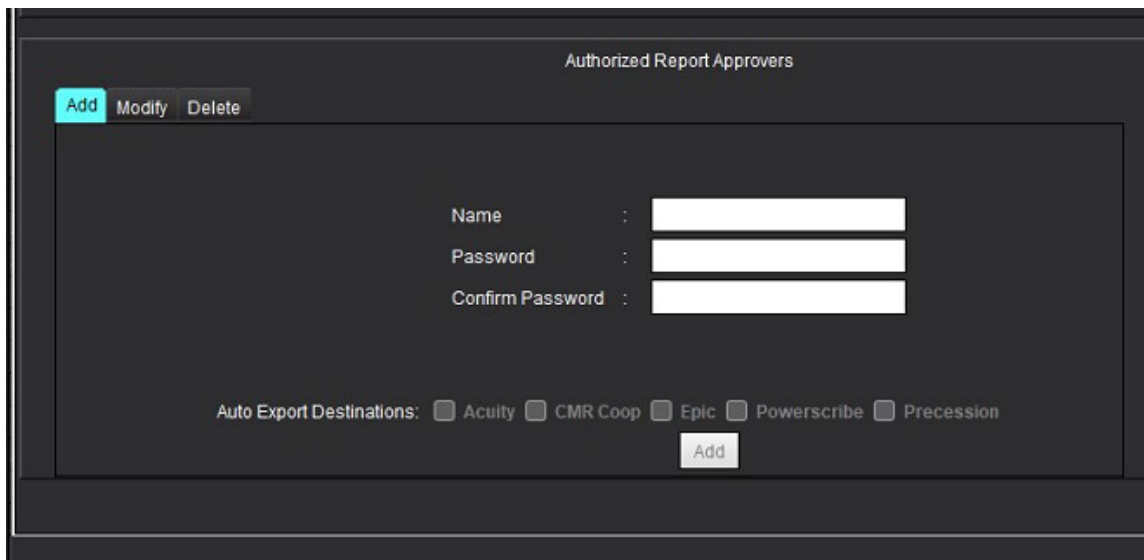 Authorized Report Approvers
Add Modify Delete
Name :
Password :
Confirm Password :
Auto Export Destinations: Acuity CMR Coop Epic Powerscribe Precession
Add